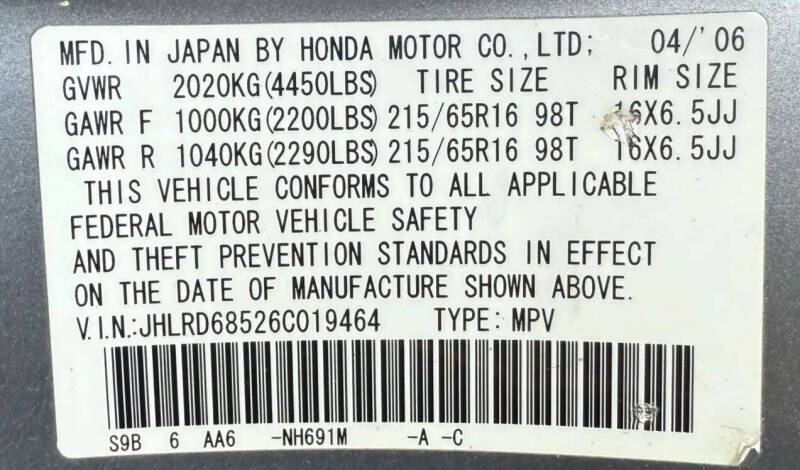 MFD. IN JAPAN BY HONDA MOTOR CO.,LTD; 04/'06
GVWR 2020KG(4450LBS) TIRE SIZE RIM SIZE
GAWR F 1000KG(2200LBS) 215/65R16 98T 16X6.5JJ
GAWR R 1040KG(2290LBS) 215/65R16 98T 16X6.5JJ
THIS VEHICLE CONFORMS TO ALL APPLICABLE
FEDERAL MOTOR VEHICLE SAFETY
AND THEFT PREVENTION STANDARDS IN EFFECT
ON THE DATE OF MANUFACTURE SHOWN ABOVE.
V.I.N.:JHLRD68526C019464 TYPE: MPV
S9B 6 AA6 -NH691M -A -C